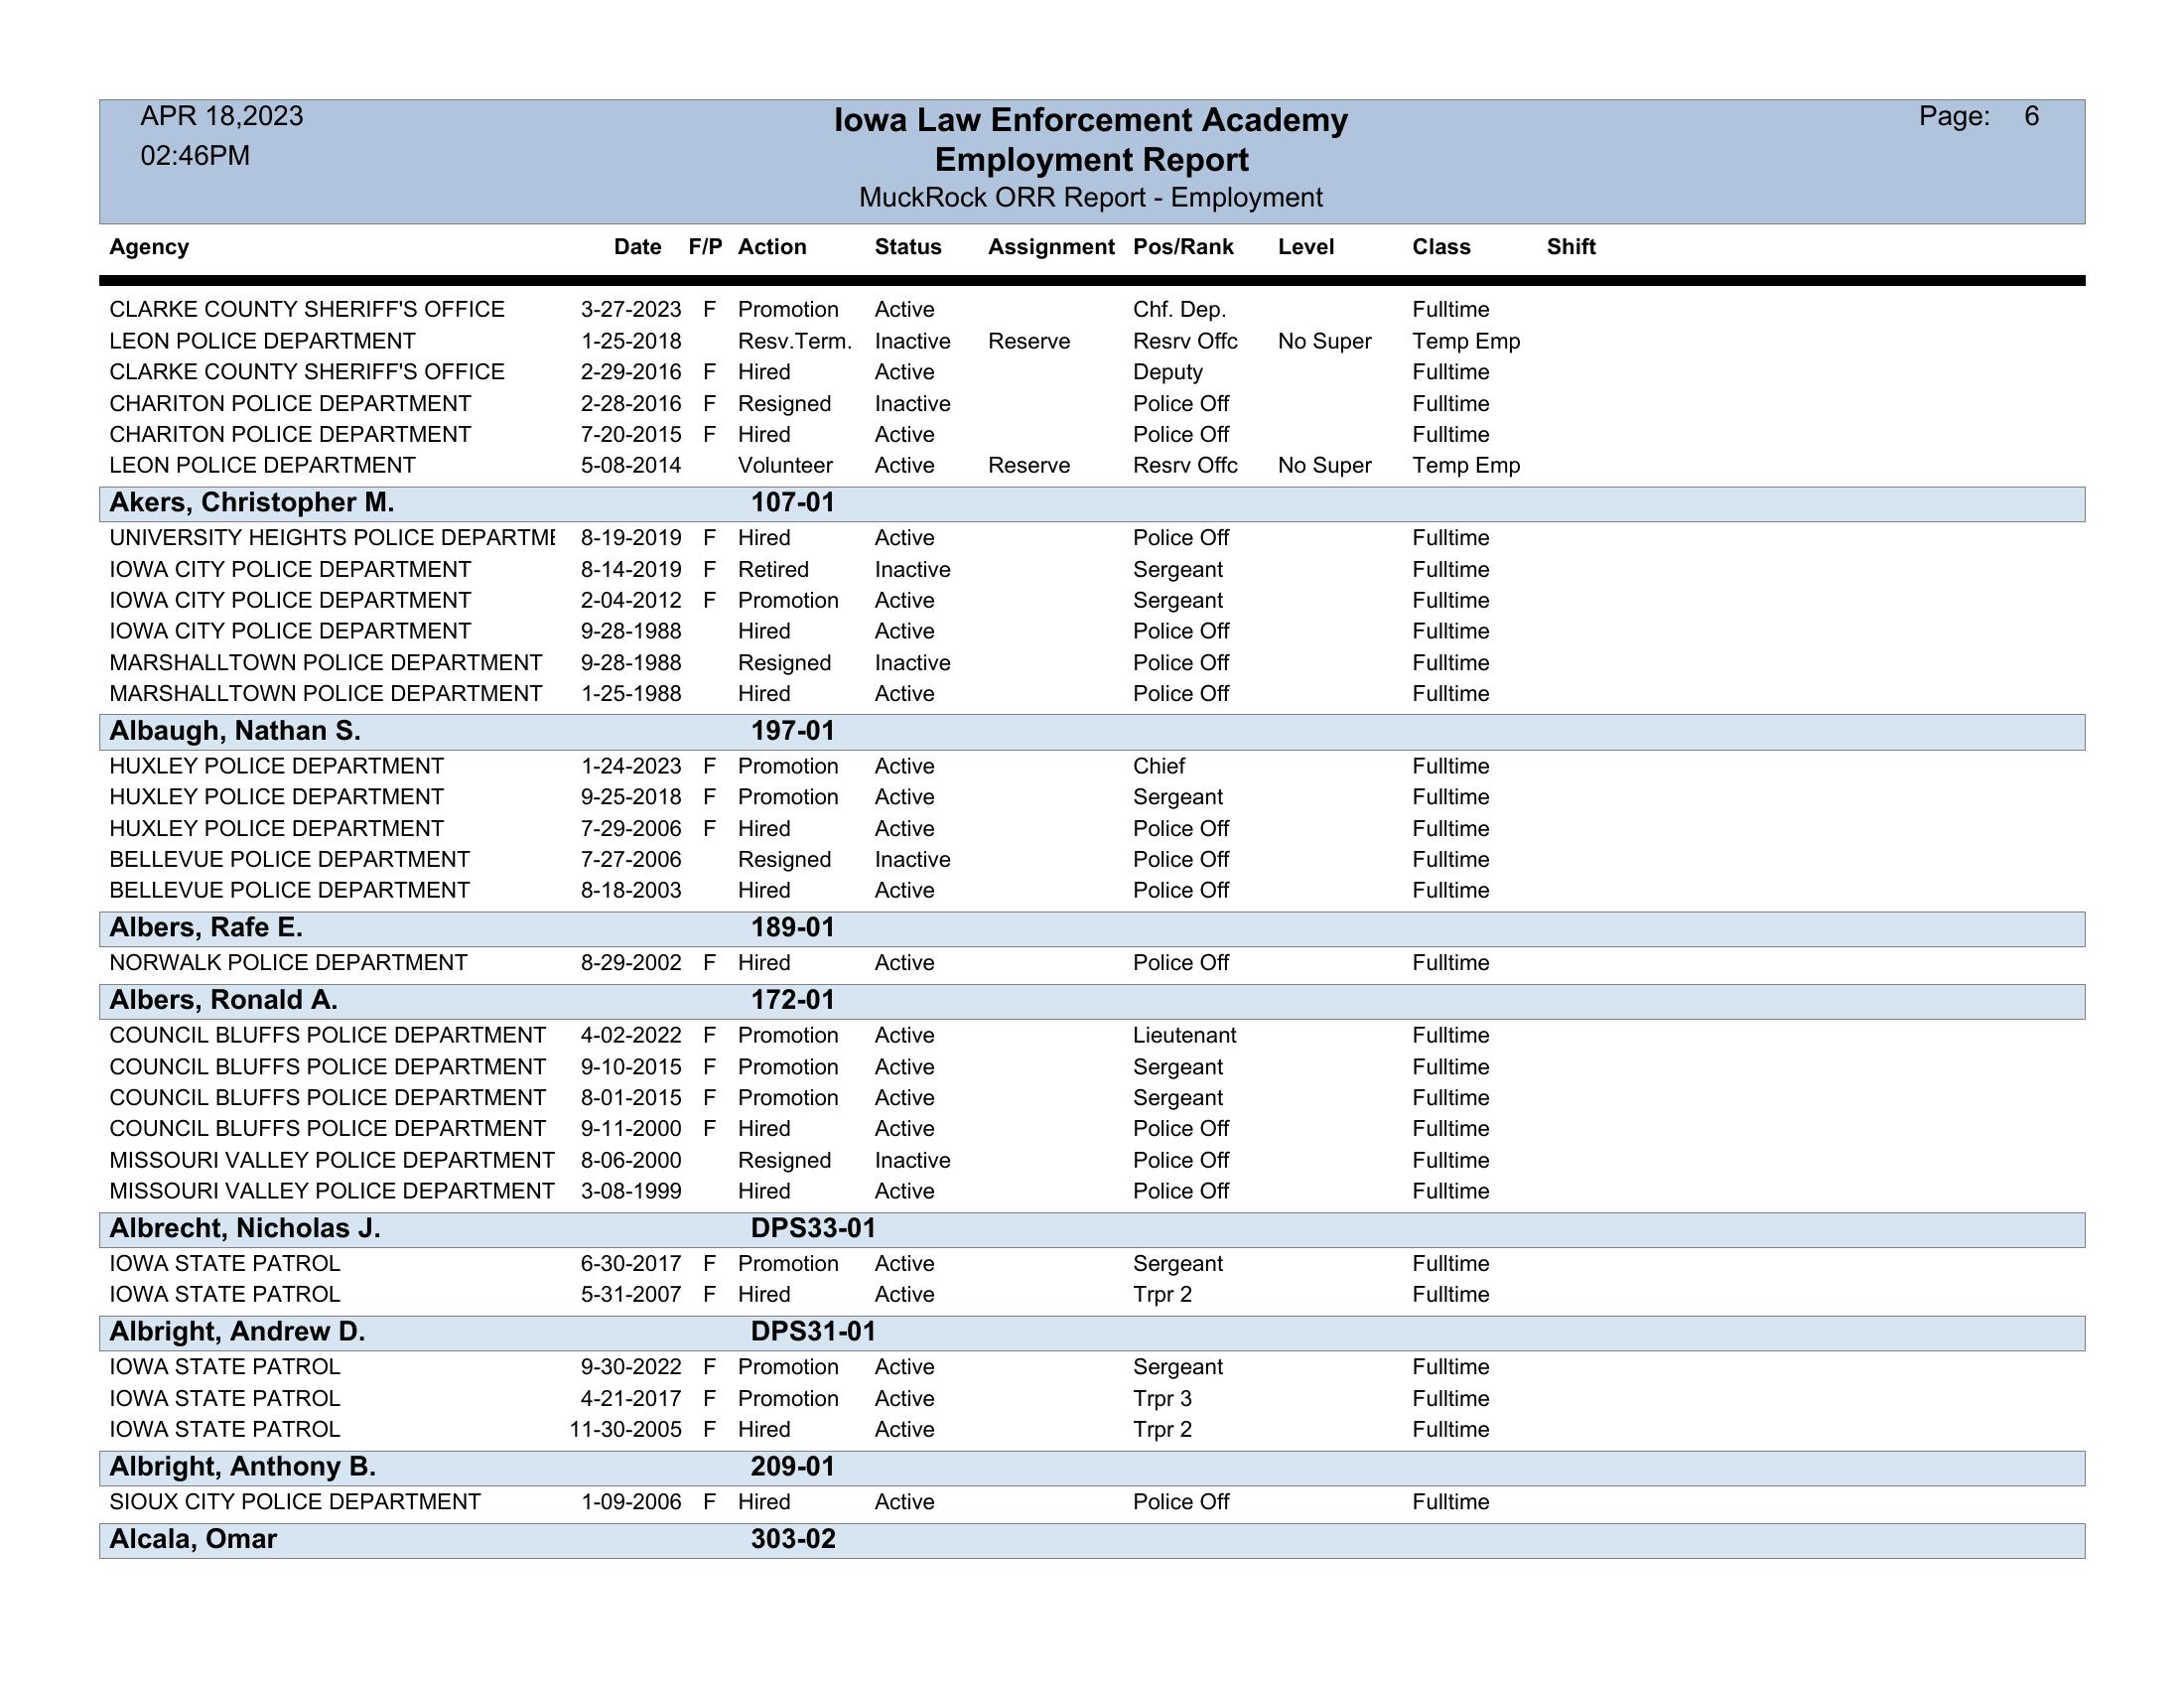 APR 18,2023
02:46PM
Iowa Law Enforcement Academy
Employment Report
MuckRock ORR Report - Employment
Page: 6
Agency Date F/P Action Status Assignment Pos/Rank Level Class Shift
CLARKE COUNTY SHERIFF'S OFFICE 3-27-2023 F Promotion Active Chf. Dep. Fulltime
LEON POLICE DEPARTMENT 1-25-2018 Resv.Term. Inactive Reserve Resrv Offc No Super Temp Emp
CLARKE COUNTY SHERIFF'S OFFICE 2-29-2016 F Hired Active Deputy Fulltime
CHARITON POLICE DEPARTMENT 2-28-2016 F Resigned Inactive Police Off Fulltime
CHARITON POLICE DEPARTMENT 7-20-2015 F Hired Active Police Off Fulltime
LEON POLICE DEPARTMENT 5-08-2014 Volunteer Active Reserve Resrv Offc No Super Temp Emp
Akers, Christopher M. 107-01
UNIVERSITY HEIGHTS POLICE DEPARTME 8-19-2019 F Hired Active Police Off Fulltime
IOWA CITY POLICE DEPARTMENT 8-14-2019 F Retired Inactive Sergeant Fulltime
IOWA CITY POLICE DEPARTMENT 2-04-2012 F Promotion Active Sergeant Fulltime
IOWA CITY POLICE DEPARTMENT 9-28-1988 Hired Active Police Off Fulltime
MARSHALLTOWN POLICE DEPARTMENT 9-28-1988 Resigned Inactive Police Off Fulltime
MARSHALLTOWN POLICE DEPARTMENT 1-25-1988 Hired Active Police Off Fulltime
Albaugh, Nathan S. 197-01
HUXLEY POLICE DEPARTMENT 1-24-2023 F Promotion Active Chief Fulltime
HUXLEY POLICE DEPARTMENT 9-25-2018 F Promotion Active Sergeant Fulltime
HUXLEY POLICE DEPARTMENT 7-29-2006 F Hired Active Police Off Fulltime
BELLEVUE POLICE DEPARTMENT 7-27-2006 Resigned Inactive Police Off Fulltime
BELLEVUE POLICE DEPARTMENT 8-18-2003 Hired Active Police Off Fulltime
Albers, Rafe E. 189-01
NORWALK POLICE DEPARTMENT 8-29-2002 F Hired Active Police Off Fulltime
Albers, Ronald A. 172-01
COUNCIL BLUFFS POLICE DEPARTMENT 4-02-2022 F Promotion Active Lieutenant Fulltime
COUNCIL BLUFFS POLICE DEPARTMENT 9-10-2015 F Promotion Active Sergeant Fulltime
COUNCIL BLUFFS POLICE DEPARTMENT 8-01-2015 F Promotion Active Sergeant Fulltime
COUNCIL BLUFFS POLICE DEPARTMENT 9-11-2000 F Hired Active Police Off Fulltime
MISSOURI VALLEY POLICE DEPARTMENT 8-06-2000 Resigned Inactive Police Off Fulltime
MISSOURI VALLEY POLICE DEPARTMENT 3-08-1999 Hired Active Police Off Fulltime
Albrecht, Nicholas J. DPS33-01
IOWA STATE PATROL 6-30-2017 F Promotion Active Sergeant Fulltime
IOWA STATE PATROL 5-31-2007 F Hired Active Trpr 2 Fulltime
Albright, Andrew D. DPS31-01
IOWA STATE PATROL 9-30-2022 F Promotion Active Sergeant Fulltime
IOWA STATE PATROL 4-21-2017 F Promotion Active Trpr 3 Fulltime
IOWA STATE PATROL 11-30-2005 F Hired Active Trpr 2 Fulltime
Albright, Anthony B. 209-01
SIOUX CITY POLICE DEPARTMENT 1-09-2006 F Hired Active Police Off Fulltime
Alcala, Omar 303-02